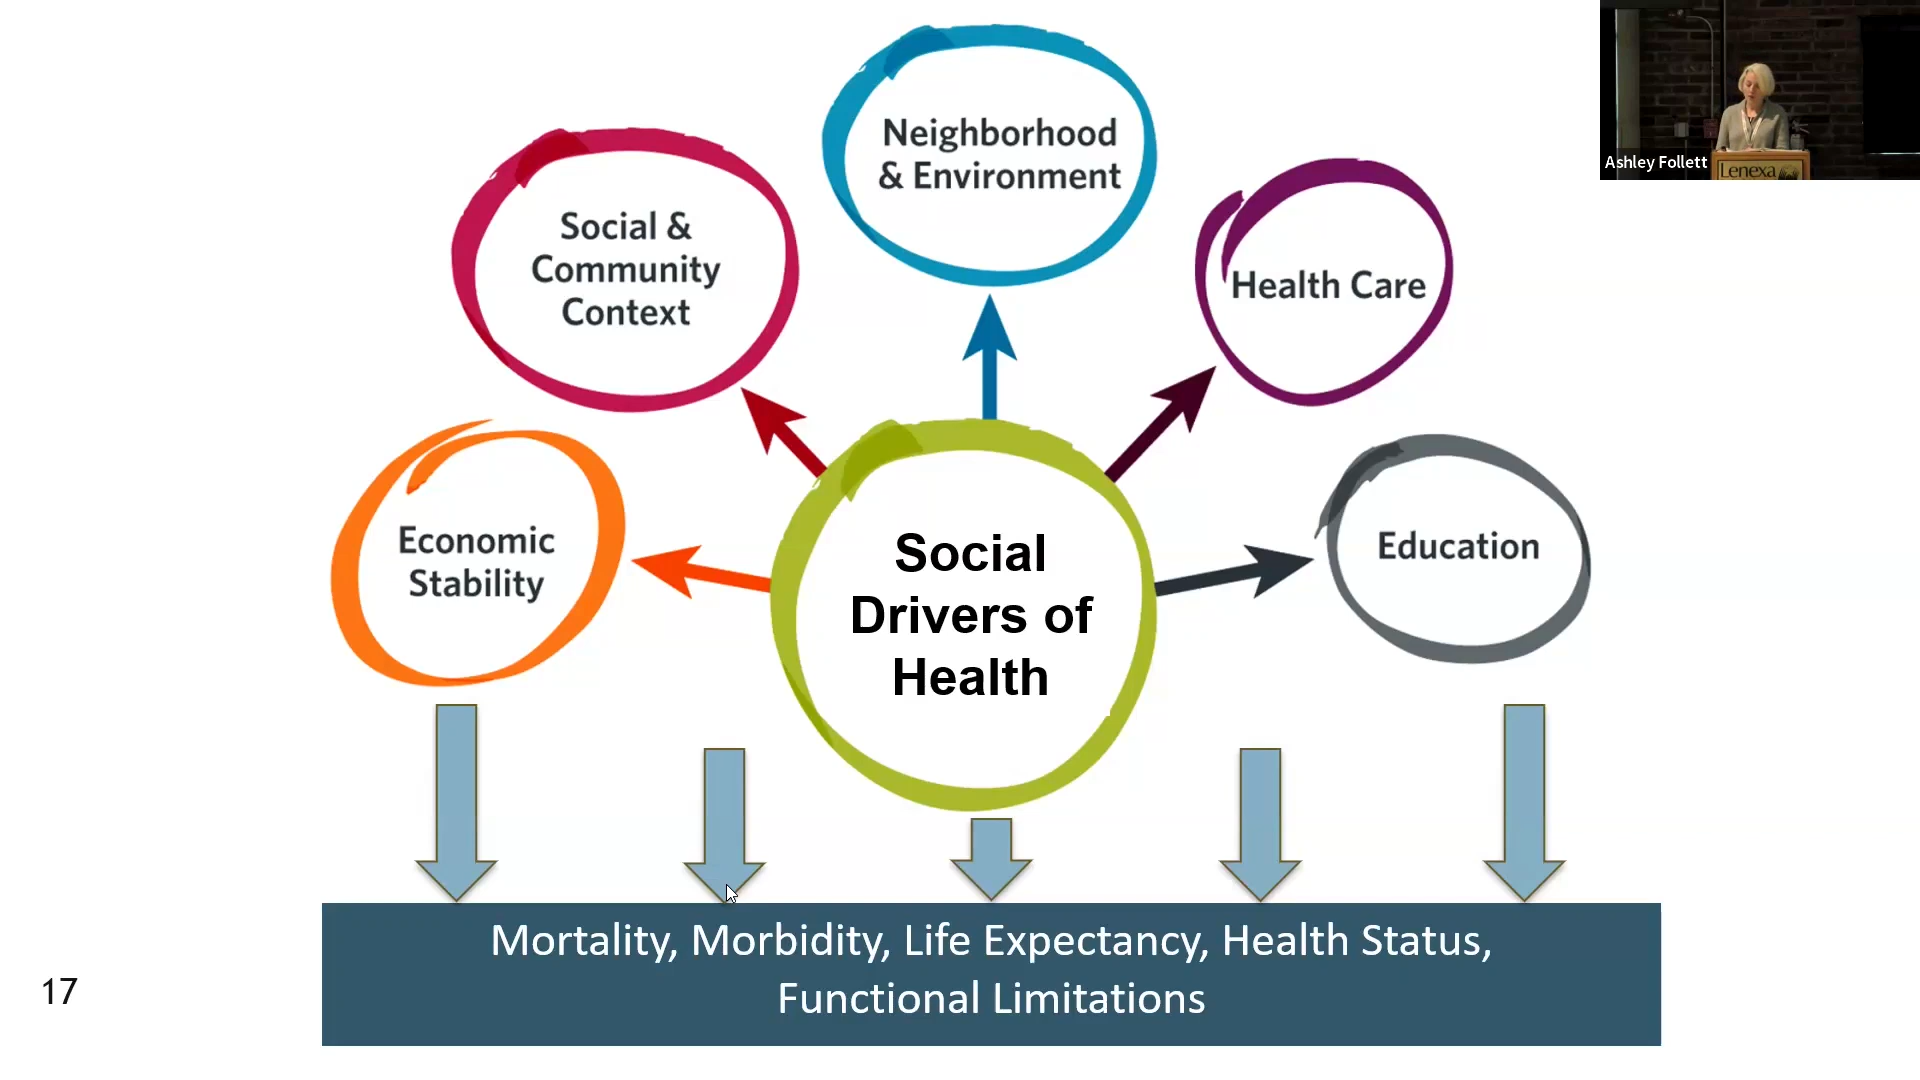 Neighborhood
& Environment
Social &
Community
Context
Health Care
Economic
Stability
Education
Social
Drivers of
Health
Mortality, Morbidity, Life Expectancy, Health Status,
Functional Limitations
17
Ashley Follett
Lenexa